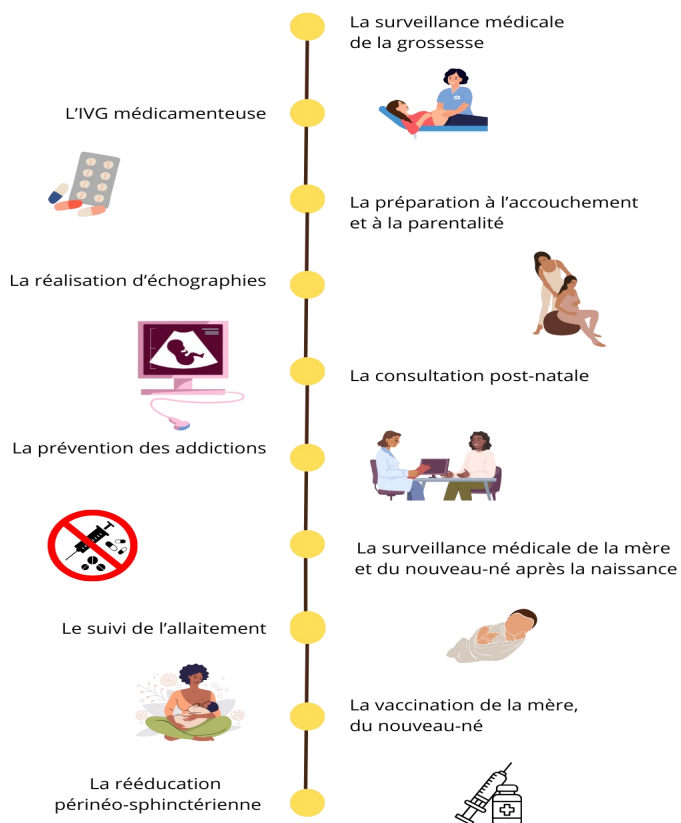 La surveillance médicale
de la grossesse
L’IVG médicamenteuse
La préparation à l’accouchement
et à la parentalité
La réalisation d’échographies
La consultation post-natale
La prévention des addictions
La surveillance médicale de la mère
et du nouveau-né après la naissance
Le suivi de l’allaitement
La vaccination de la mère,
du nouveau-né
La rééducation
périnéo-sphinctérienne